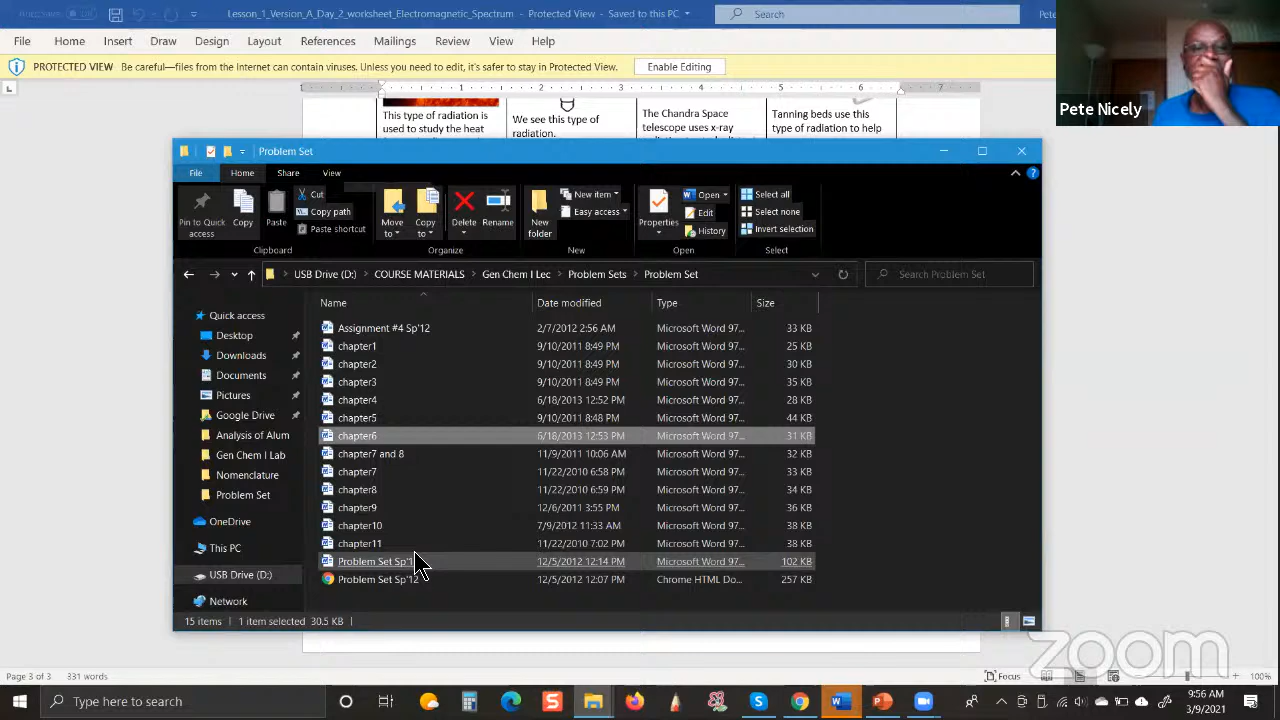 Lesson_1_Version_A_Day_2_worksheet_Electromagnetic_Spectrum - Protected View - Saved to this PC
Search
Pete
File Home Insert Draw Design Layout References Mailings Review View Help
PROTECTED VIEW Be careful—files from the Internet can contain viruses. Unless you need to edit, it's safer to stay in Protected View. Enable Editing
1 1 2 3 4 5 6 7
This type of radiation is
used to study the heat
We see this type of
radiation.
The Chandra Space
telescope uses x-ray
Tanning beds use this
type of radiation to help
Pete Nicely
Problem Set
File Home Share View
Pin to Quick
access
Copy
Paste
Cut
Copy path
Paste shortcut
Clipboard
Move
to
Copy
to
Delete
Rename
Organize
New
folder
New item
Easy access
New
Properties
Open
Edit
History
Open
Select all
Select none
Invert selection
Select
USB Drive (D:) COURSE MATERIALS Gen Chem I Lec Problem Sets Problem Set
Search Problem Set
Quick access
Desktop
Downloads
Documents
Pictures
Google Drive
Analysis of Alum
Gen Chem I Lab
Nomenclature
Problem Set
OneDrive
This PC
USB Drive (D:)
Network
Name Date modified Type Size
Assignment #4 Sp'12 2/7/2012 2:56 AM Microsoft Word 97... 33 KB
chapter1 9/10/2011 8:49 PM Microsoft Word 97... 25 KB
chapter2 9/10/2011 8:49 PM Microsoft Word 97... 30 KB
chapter3 9/10/2011 8:49 PM Microsoft Word 97... 35 KB
chapter4 6/18/2013 12:52 PM Microsoft Word 97... 28 KB
chapter5 9/10/2011 8:48 PM Microsoft Word 97... 44 KB
chapter6 6/18/2013 12:53 PM Microsoft Word 97... 31 KB
chapter7 and 8 11/9/2011 10:06 AM Microsoft Word 97... 32 KB
chapter7 11/22/2010 6:58 PM Microsoft Word 97... 33 KB
chapter8 11/22/2010 6:59 PM Microsoft Word 97... 34 KB
chapter9 12/6/2011 3:55 PM Microsoft Word 97... 36 KB
chapter10 7/9/2012 11:33 AM Microsoft Word 97... 38 KB
chapter11 11/22/2010 7:02 PM Microsoft Word 97... 38 KB
Problem Set Sp'1 12/5/2012 12:14 PM Microsoft Word 97... 102 KB
Problem Set Sp'12 12/5/2012 12:07 PM Chrome HTML Do... 257 KB
15 items 1 item selected 30.5 KB
zoom
Page 3 of 3 331 words
Focus
100%
Type here to search
9:56 AM
3/9/2021